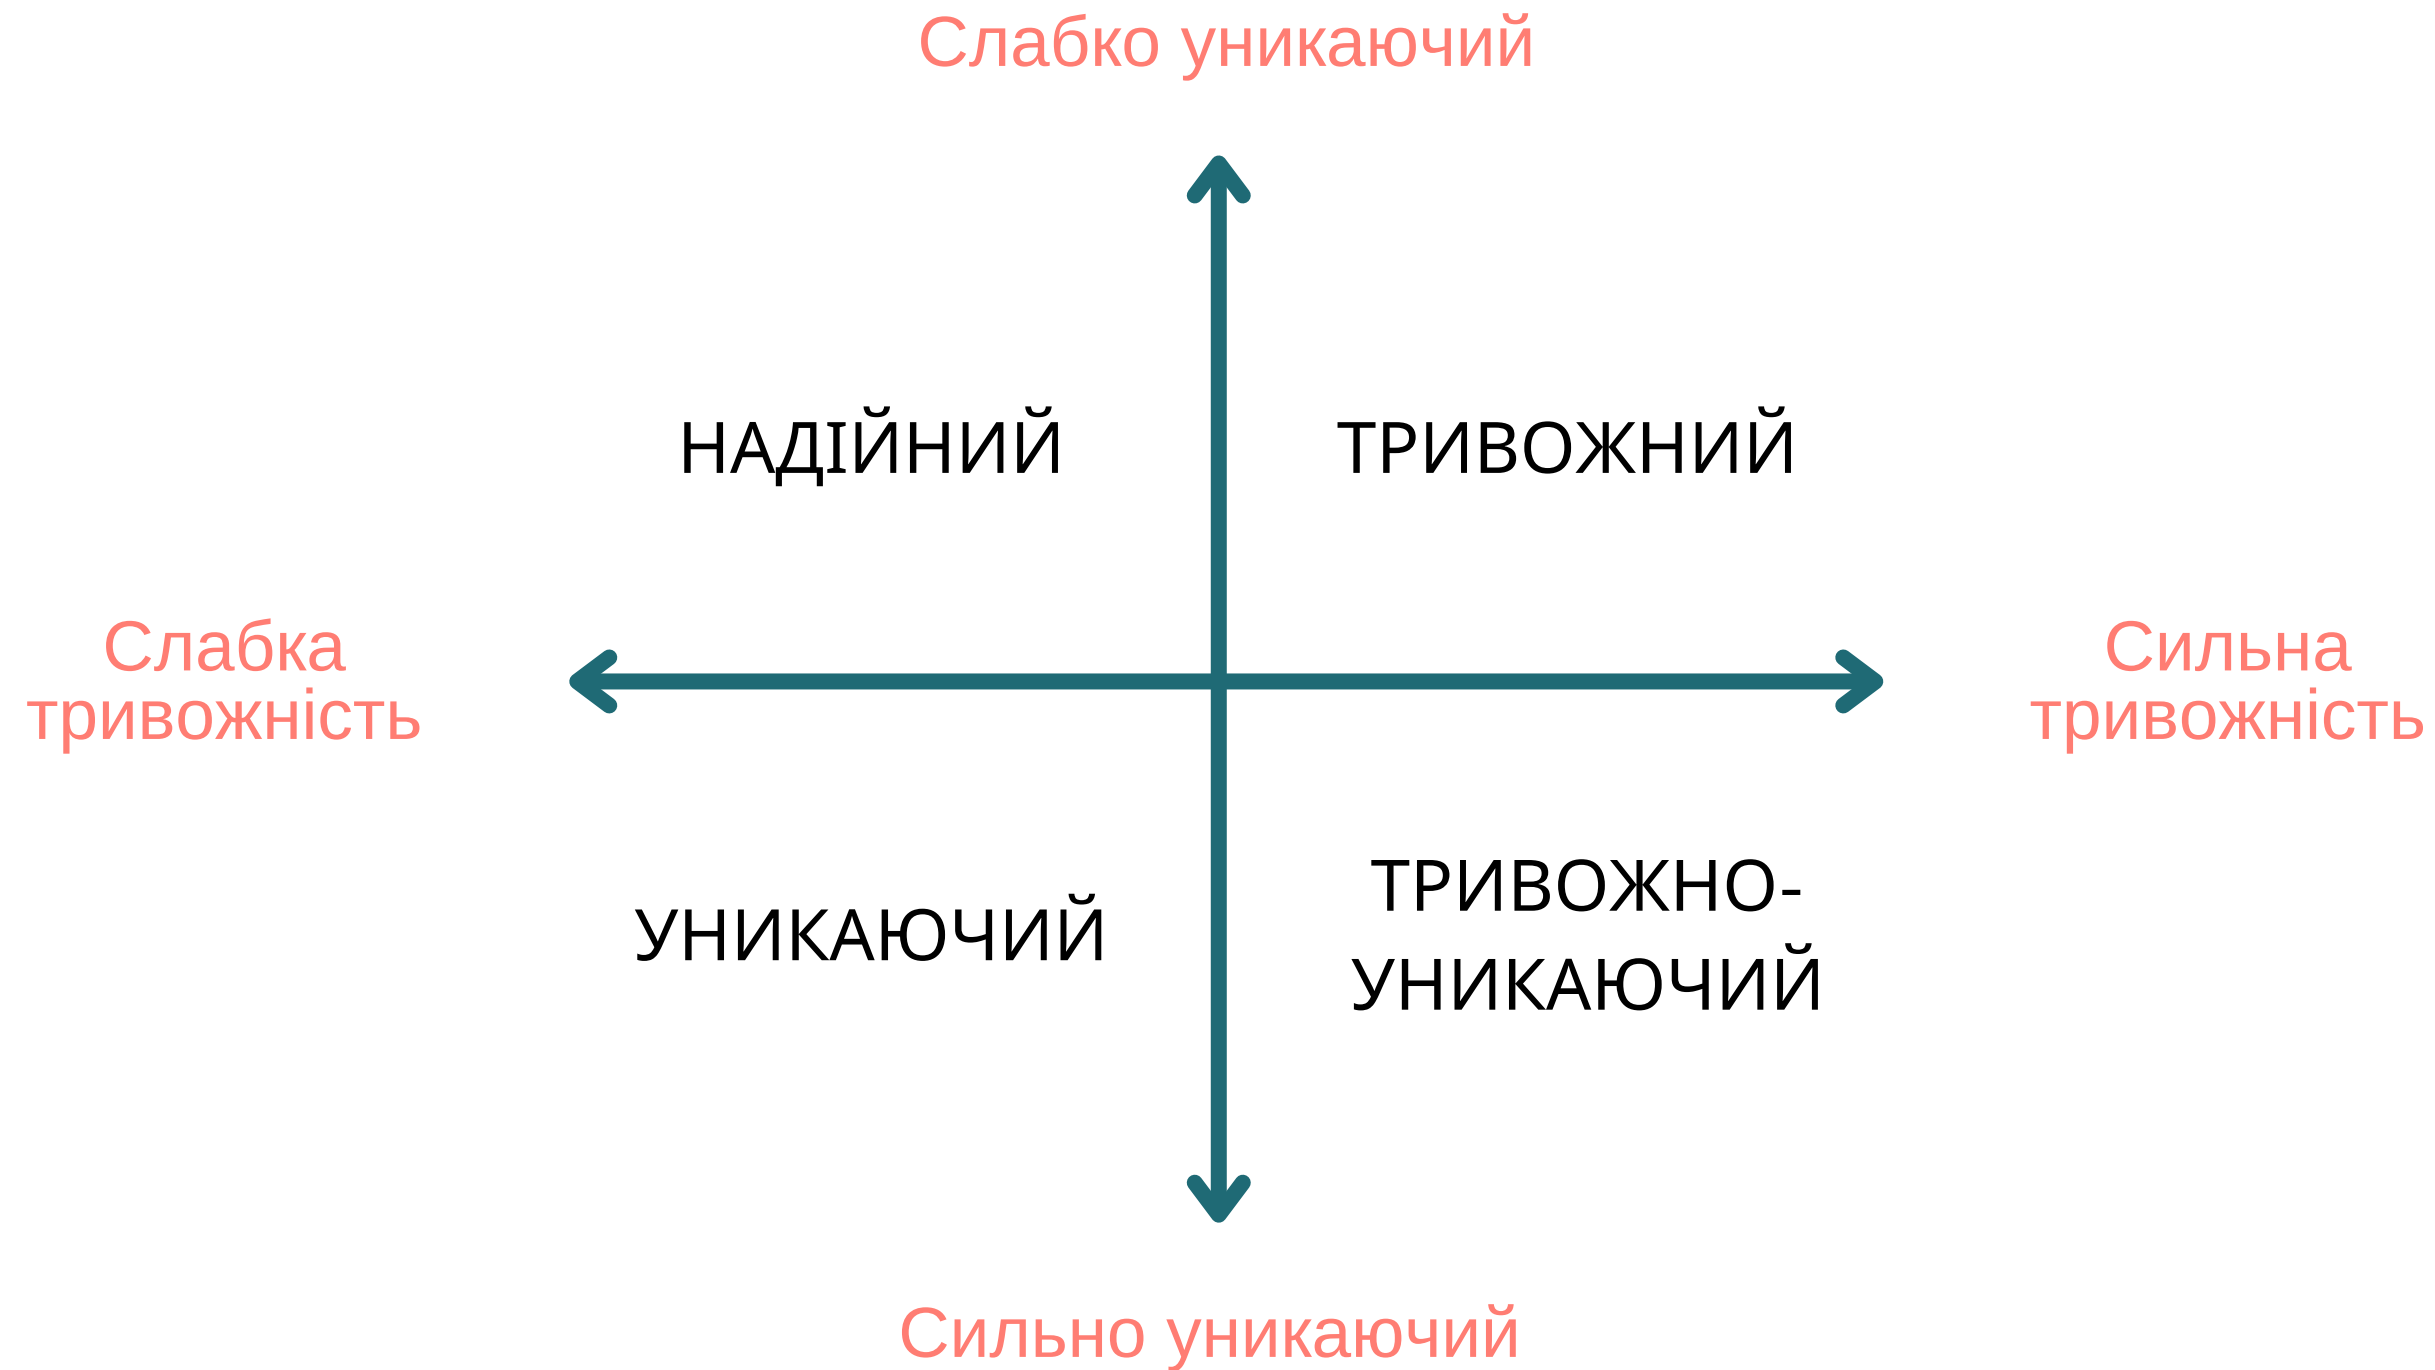 Слабко уникаючий
НАДІЙНИЙ
ТРИВОЖНИЙ
Слабка
тривожність
Сильна
тривожність
УНИКАЮЧИЙ
ТРИВОЖНО-
УНИКАЮЧИЙ
Сильно уникаючий